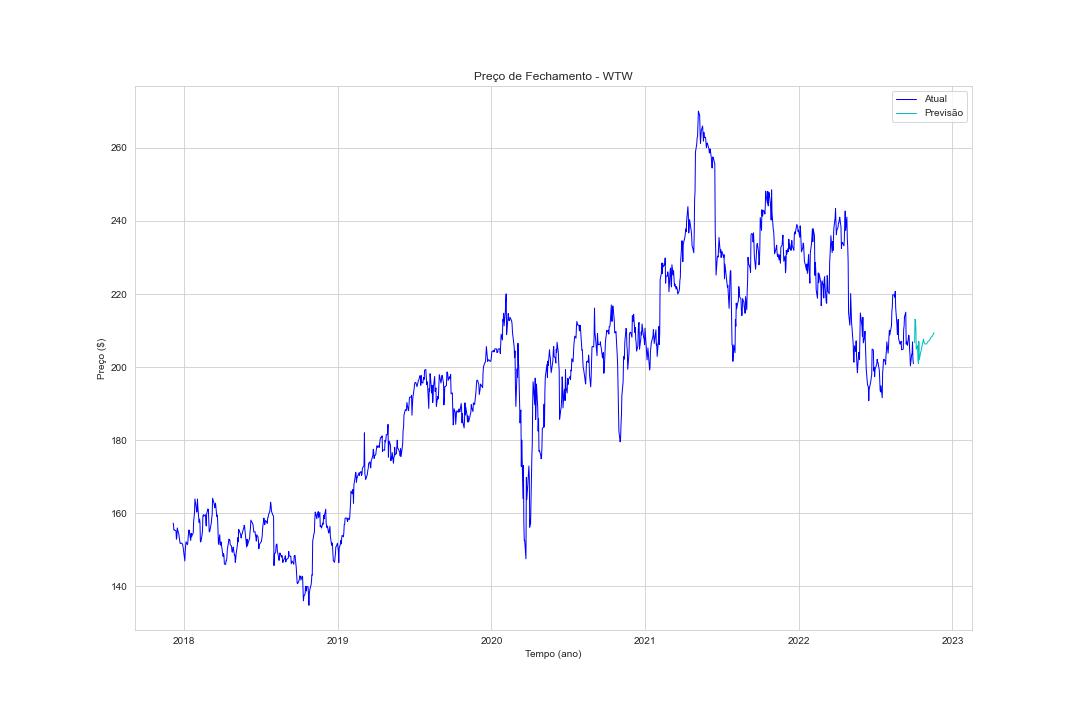 Preço de Fechamento - WTW
Atual
Previsão
260
240
220
200
180
160
140
Preço ($)
2018
2019
2020
2021
2022
2023
Tempo (ano)